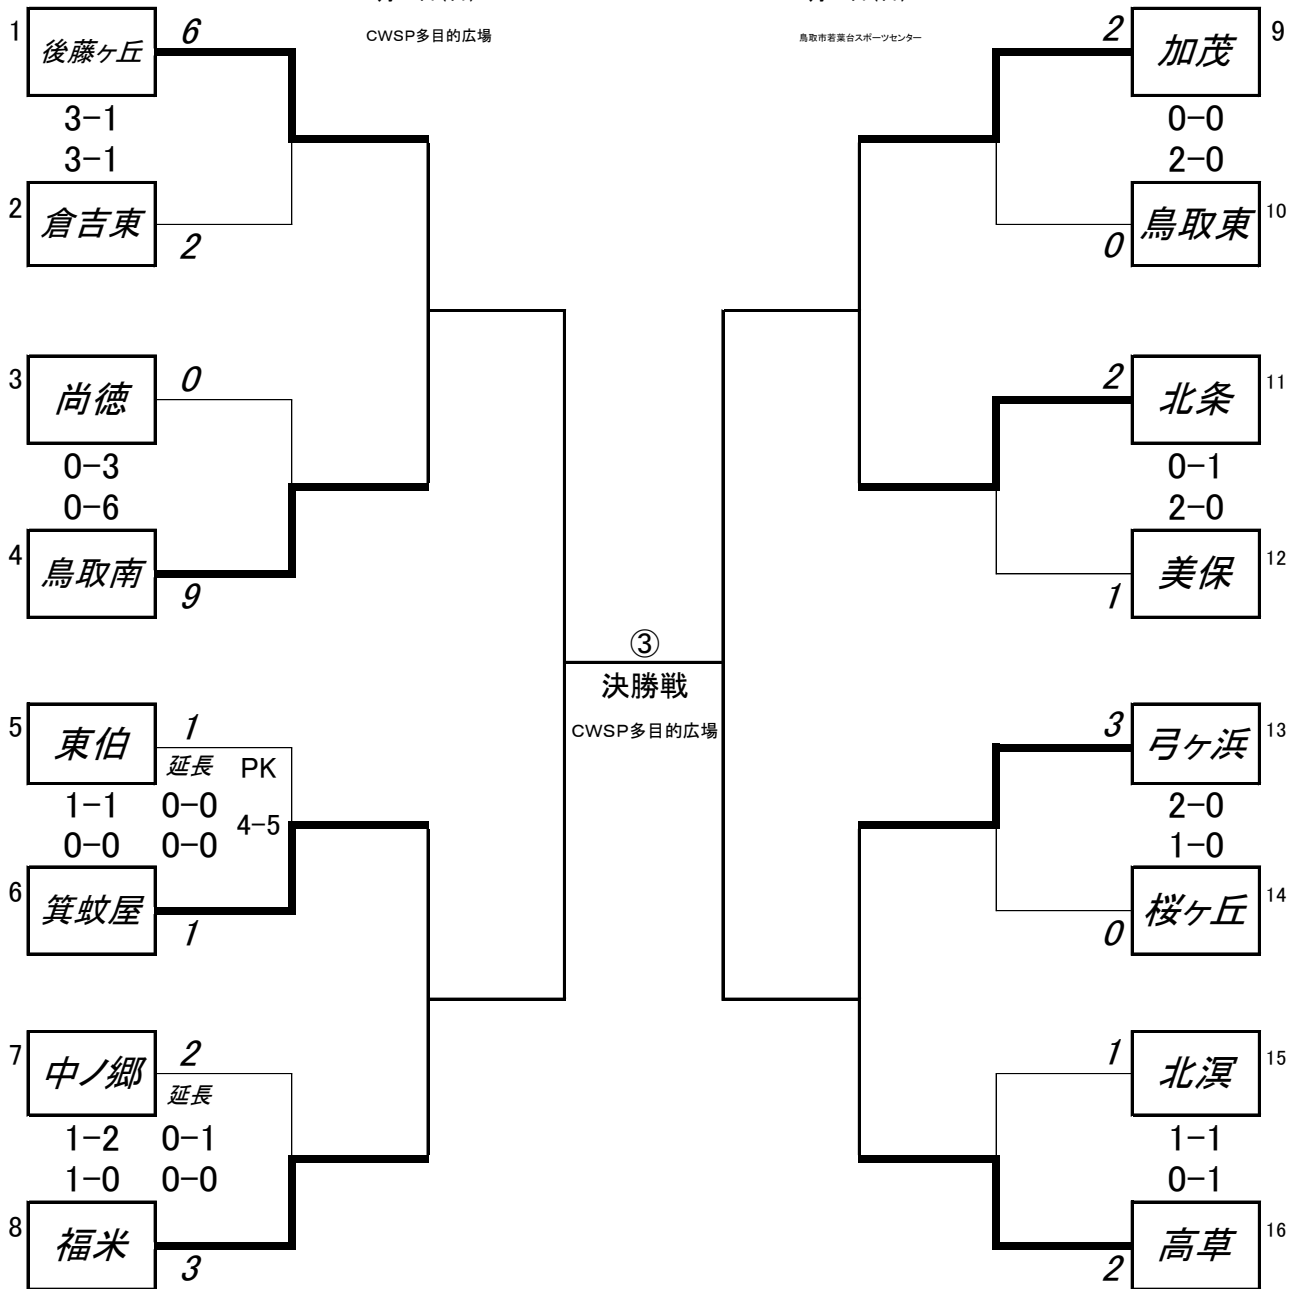 CWSP多目的広場
鳥取市若葉台スポーツセンター
1
後藤ヶ丘
6
3-1
3-1
2
倉吉東
2
3
尚徳
0
0-3
0-6
4
鳥取南
9
5
東伯
1
延長 PK
1-1 0-0
4-5
0-0 0-0
6
箕蚊屋
1
7
中ノ郷
2
延長
1-2 0-1
1-0 0-0
8
福米
3
③
決勝戦
CWSP多目的広場
2
加茂
9
0-0
2-0
鳥取東
10
0
2
北条
11
0-1
2-0
美保
12
1
3
弓ヶ浜
13
2-0
1-0
桜ヶ丘
14
0
1
北溟
15
1-1
0-1
高草
16
2